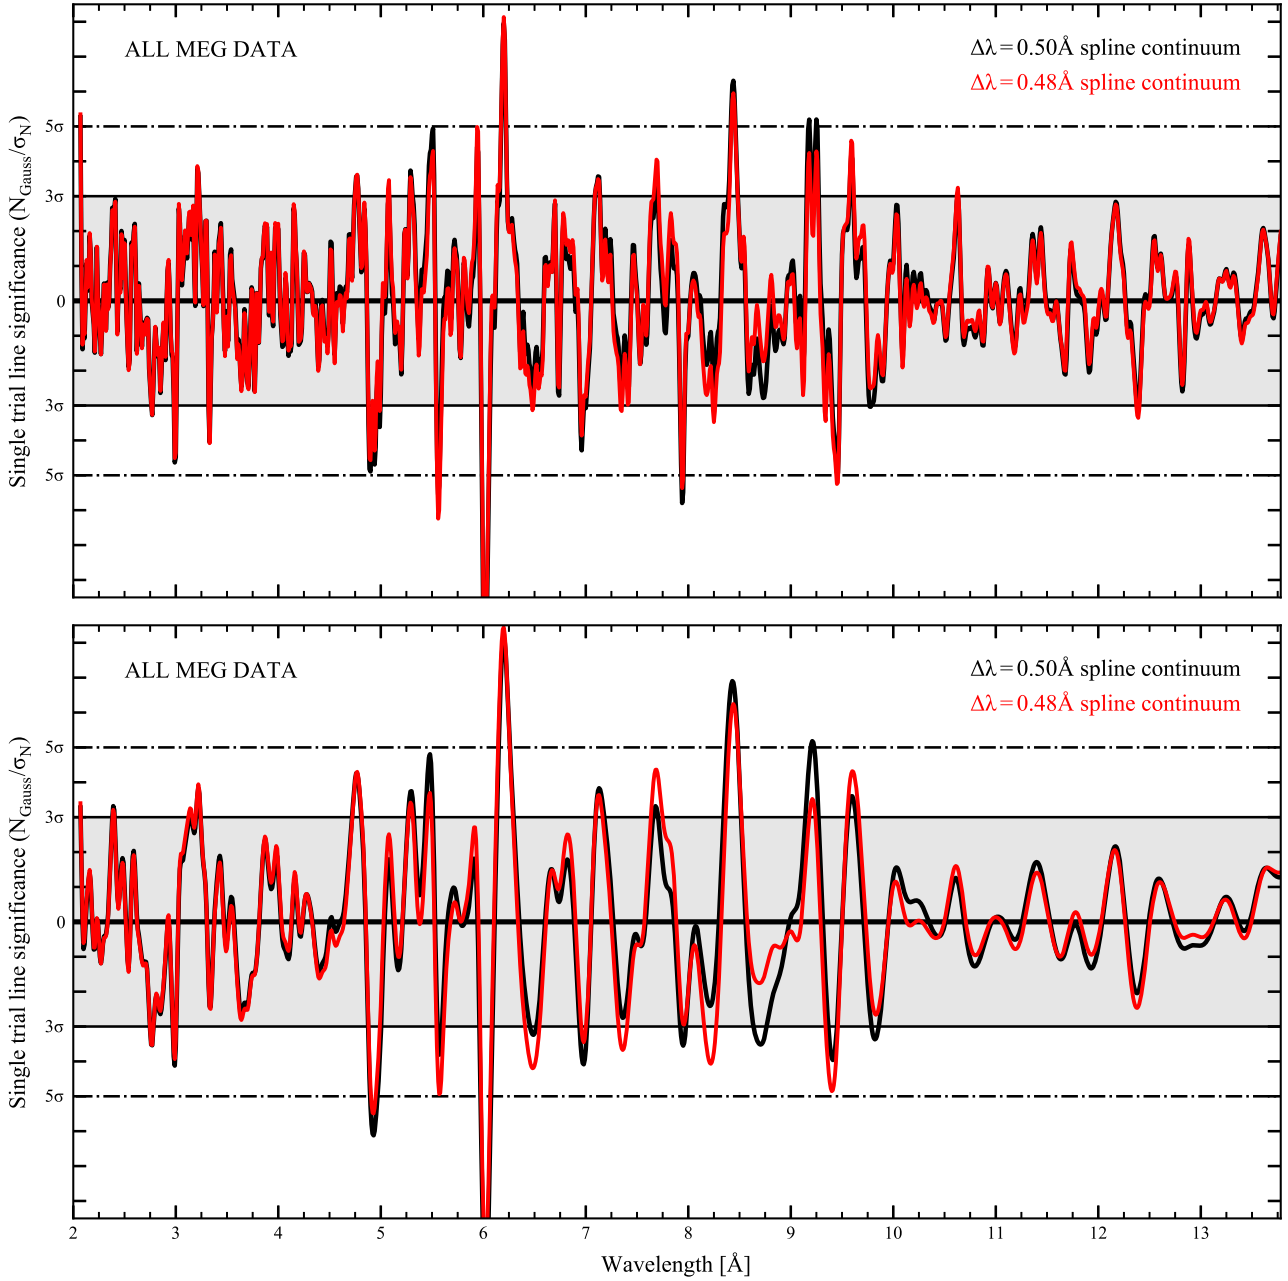 ALL MEG DATA
Δλ=0.50Å spline continuum
Δλ=0.48Å spline continuum
Single trial line significance (N_Gauss/σ_N)
5σ
3σ
0
3σ
5σ
ALL MEG DATA
Δλ=0.50Å spline continuum
Δλ=0.48Å spline continuum
Single trial line significance (N_Gauss/σ_N)
5σ
3σ
0
3σ
5σ
2 3 4 5 6 7 8 9 10 11 12 13
Wavelength [Å]